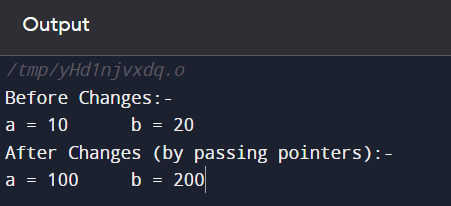 Output
/tmp/yHd1njvxdq.o
Before Changes:-
a = 10     b = 20
After Changes (by passing pointers):-
a = 100     b = 200